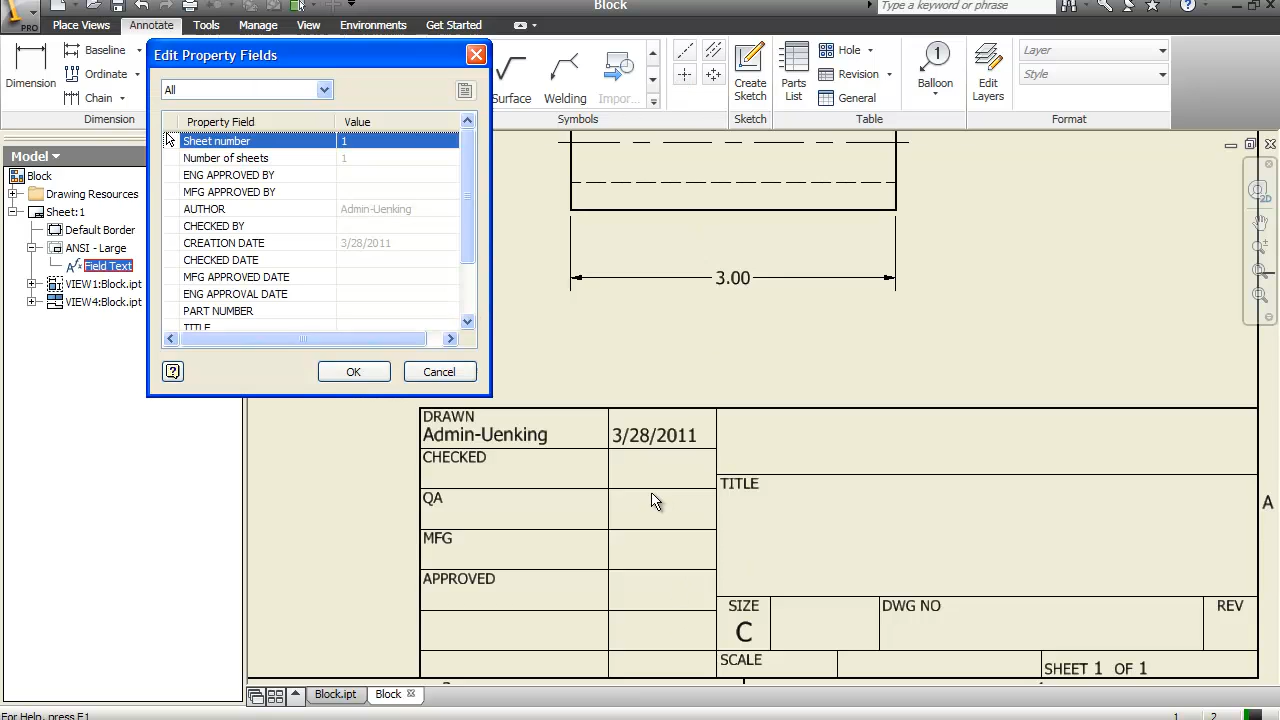 Block
Type a keyword or phrase
PRO
Place Views
Annotate
Tools
Manage
View
Environments
Get Started
Dimension
Baseline
Ordinate
Chain
Dimension
Surface
Welding
Impor...
Symbols
Create
Sketch
Sketch
Parts
List
Hole
Revision
General
Table
Balloon
Edit
Layers
Layer
Style
Format
Edit Property Fields
All
Property Field Value
Sheet number 1
Number of sheets 1
ENG APPROVED BY
MFG APPROVED BY
AUTHOR Admin-Uenking
CHECKED BY
CREATION DATE 3/28/2011
CHECKED DATE
MFG APPROVED DATE
ENG APPROVAL DATE
PART NUMBER
TITLE
OK
Cancel
Model
Block
Drawing Resources
Sheet:1
Default Border
ANSI - Large
Field Text
VIEW1:Block.ipt
VIEW4:Block.ipt
3.00
2D
DRAWN
Admin-Uenking
3/28/2011
CHECKED
QA
MFG
APPROVED
TITLE
A
SIZE
C
DWG NO
REV
SCALE
SHEET 1 OF 1
Block.ipt
Block
For Help, press F1
1
2